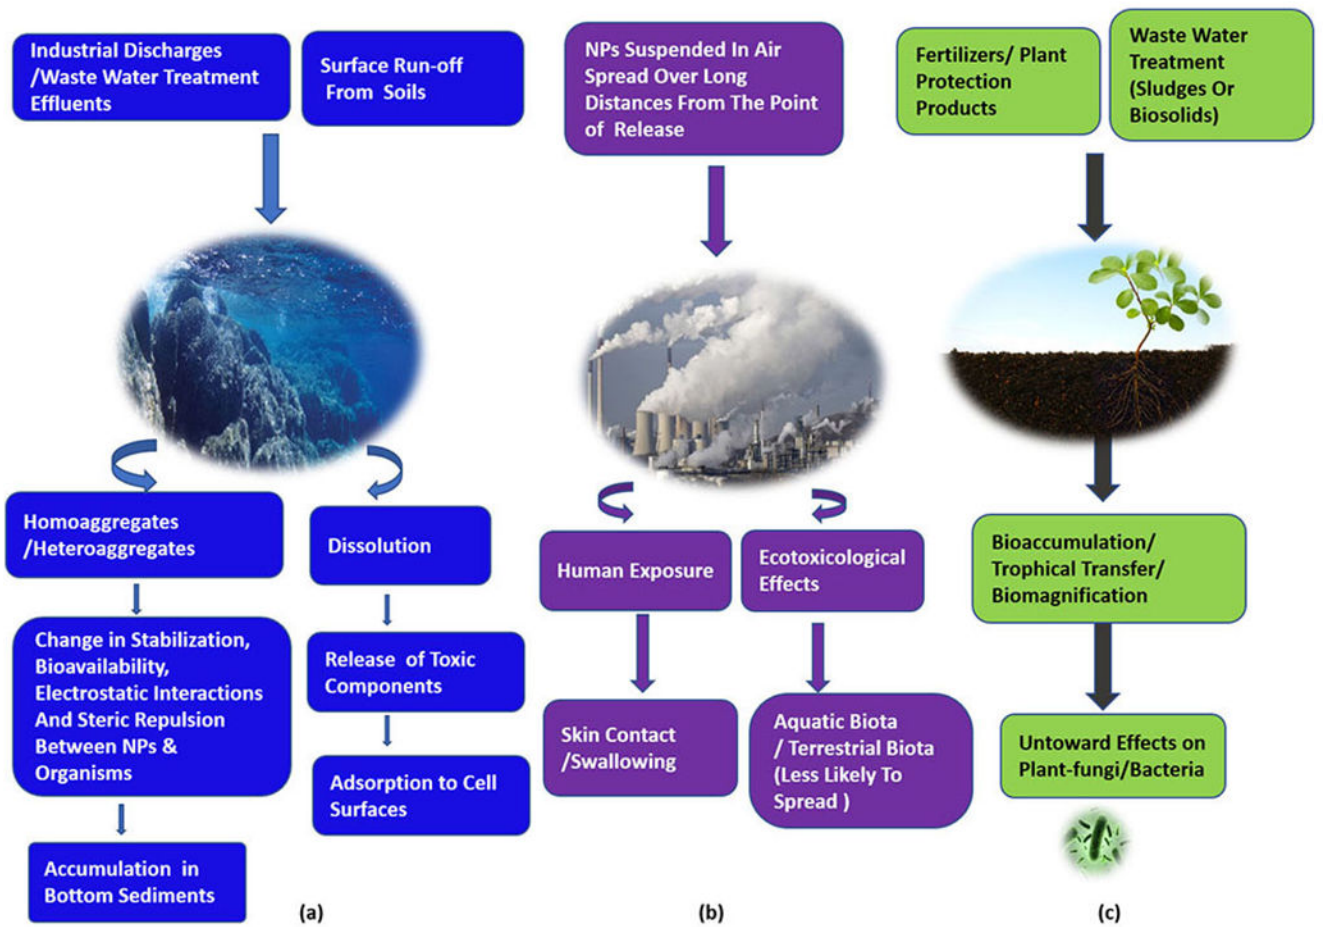 Industrial Discharges
/Waste Water Treatment
Effluents
Surface Run-off
From Soils
Homoaggregates
/Heteroaggregates
Change in Stabilization,
Bioavailability,
Electrostatic Interactions
And Steric Repulsion
Between NPs &
Organisms
Accumulation in
Bottom Sediments
Dissolution
Release of Toxic
Components
Adsorption to Cell
Surfaces
(a)
NPs Suspended In Air
Spread Over Long
Distances From The Point
of Release
Human Exposure
Skin Contact
/Swallowing
Ecotoxicological
Effects
Aquatic Biota
/ Terrestrial Biota
(Less Likely To
Spread )
(b)
Fertilizers/ Plant
Protection
Products
Waste Water
Treatment
(Sludges Or
Biosolids)
Bioaccumulation/
Trophical Transfer/
Biomagnification
Untoward Effects on
Plant-fungi/Bacteria
(c)